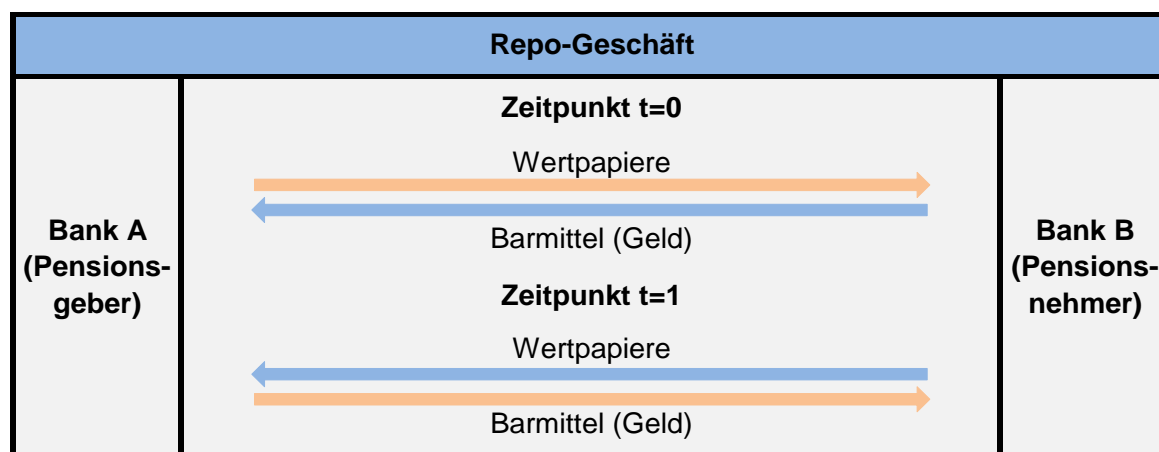 Repo-Geschäft
Bank A
(Pensions-
geber)
Zeitpunkt t=0
Wertpapiere
Barmittel (Geld)
Zeitpunkt t=1
Wertpapiere
Barmittel (Geld)
Bank B
(Pensions-
nehmer)